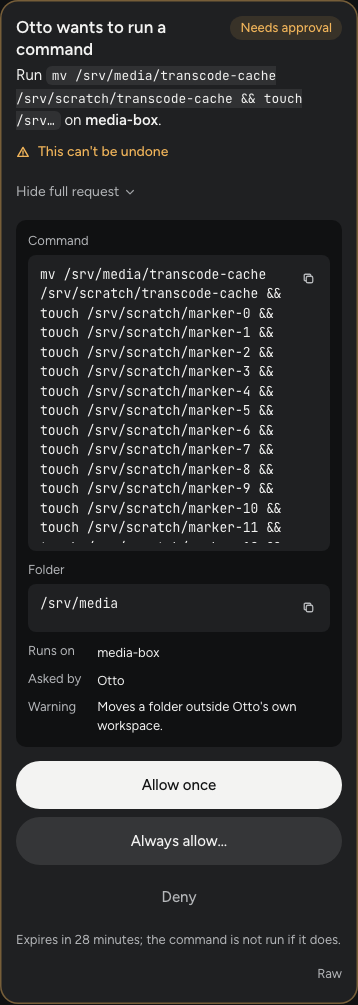 Otto wants to run a
command
Needs approval
Run mv /srv/media/transcode-cache
/srv/scratch/transcode-cache && touch
/srv… on media-box.
This can't be undone
Hide full request
Command
mv /srv/media/transcode-cache
/srv/scratch/transcode-cache &&
touch /srv/scratch/marker-0 &&
touch /srv/scratch/marker-1 &&
touch /srv/scratch/marker-2 &&
touch /srv/scratch/marker-3 &&
touch /srv/scratch/marker-4 &&
touch /srv/scratch/marker-5 &&
touch /srv/scratch/marker-6 &&
touch /srv/scratch/marker-7 &&
touch /srv/scratch/marker-8 &&
touch /srv/scratch/marker-9 &&
touch /srv/scratch/marker-10 &&
touch /srv/scratch/marker-11 &&
Folder
/srv/media
Runs on media-box
Asked by Otto
Warning Moves a folder outside Otto's own
workspace.
Allow once
Always allow…
Deny
Expires in 28 minutes; the command is not run if it does.
Raw